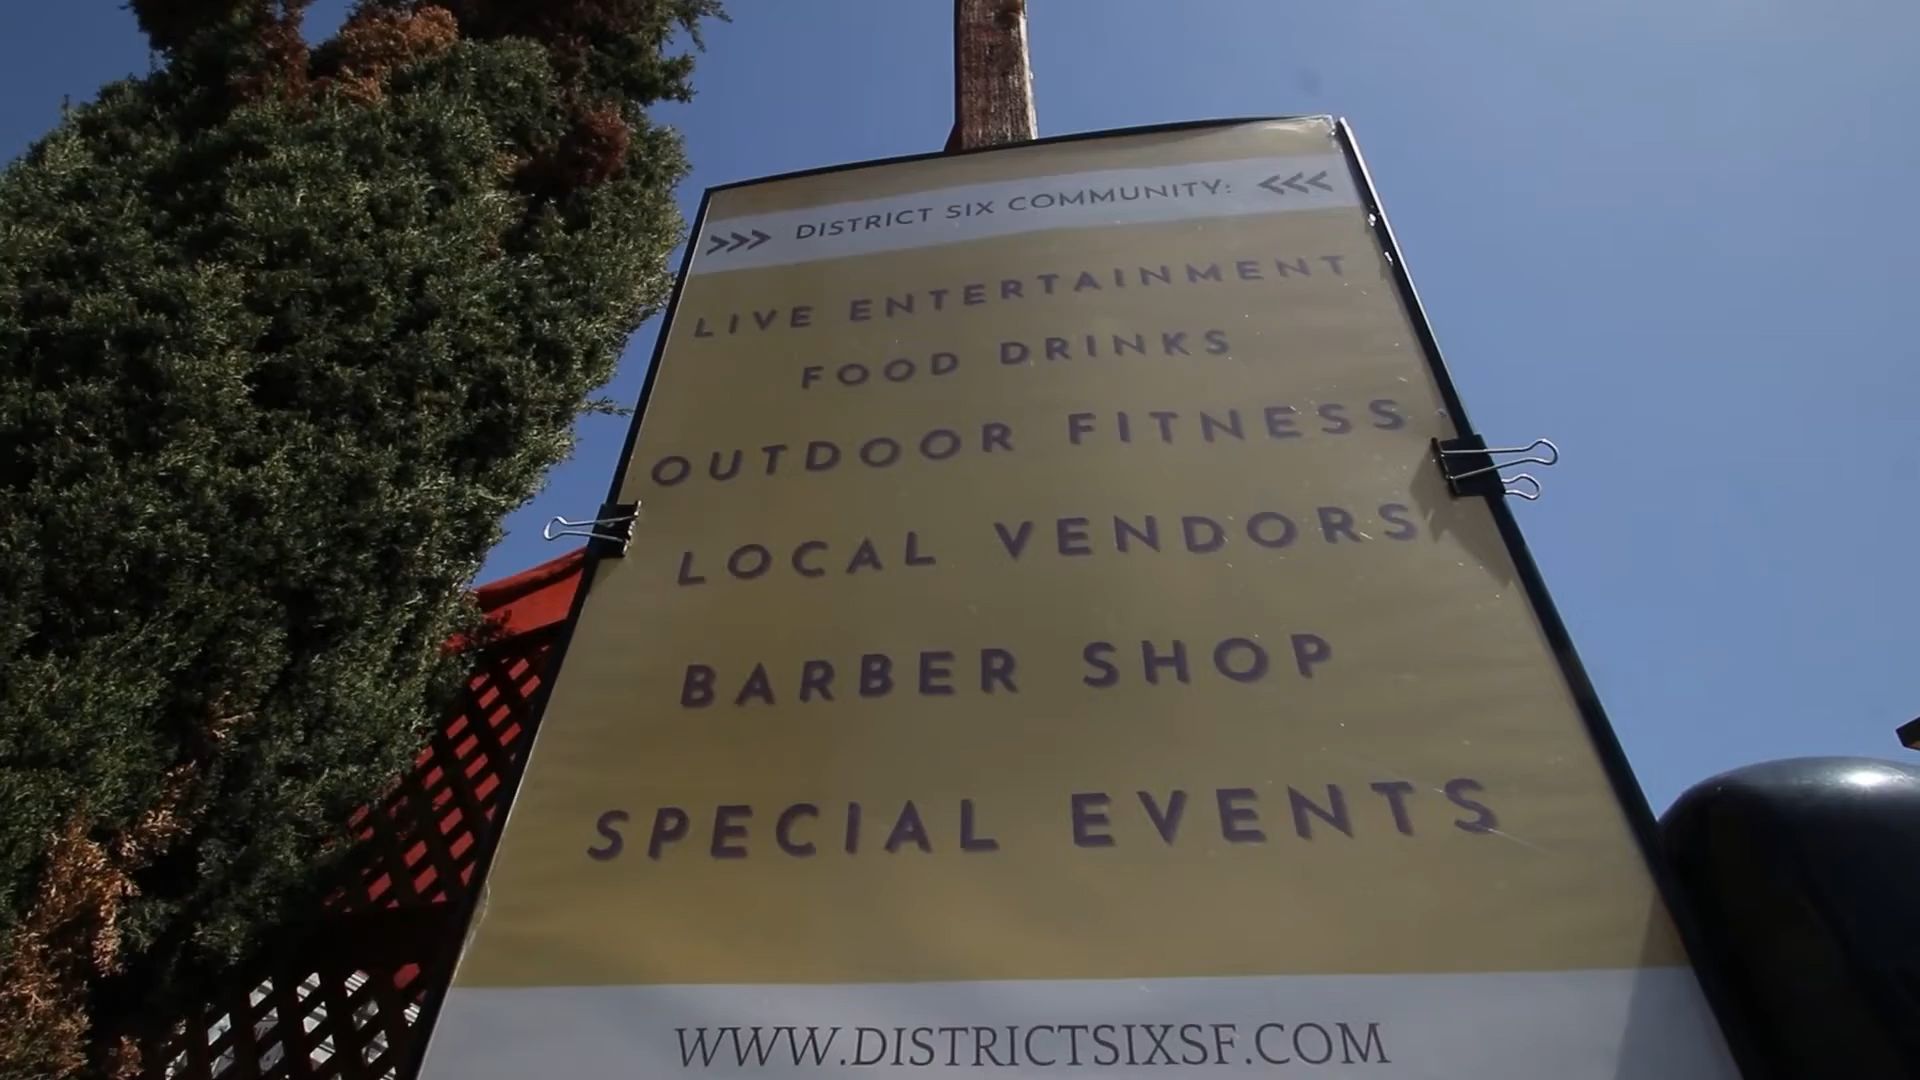 >>> DISTRICT SIX COMMUNITY: <<<
LIVE ENTERTAINMENT
FOOD DRINKS
OUTDOOR FITNESS
LOCAL VENDORS
BARBER SHOP
SPECIAL EVENTS
WWW.DISTRICTSIXSF.COM